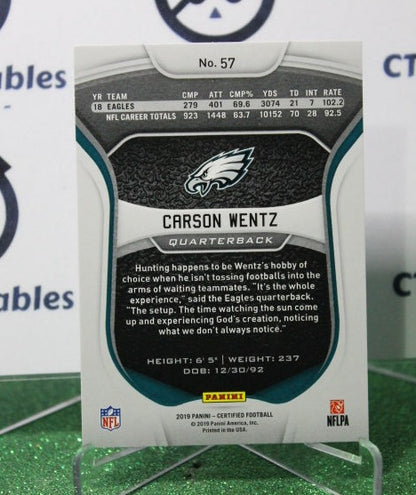 CT
tables
No. 57
YR TEAM CMP ATT CMP% YDS TD INT RATE
18 EAGLES 279 401 69.6 3074 21 7 102.2
NFL CAREER TOTALS 923 1448 63.7 10152 70 28 92.5
CARSON WENTZ
QUARTERBACK
Hunting happens to be Wentz's hobby of
choice when he isn't tossing footballs into the
arms of waiting teammates. "It's the whole
experience," said the Eagles quarterback.
"The setup. The time watching the sun come
up and experiencing God's creation, noticing
what we don't always notice."
HEIGHT: 6' 5" | WEIGHT: 237
DOB: 12/30/92
PANINI
NFL
2019 PANINI – CERTIFIED FOOTBALL
© 2019 Panini America, Inc.
Printed in the USA.
NFLPA
ctables
CT